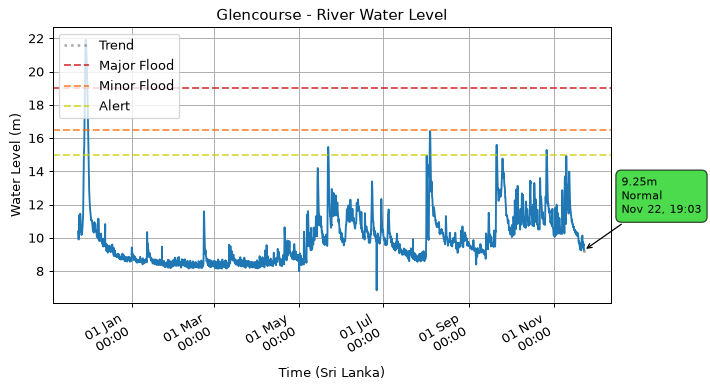 Glencourse - River Water Level
Trend
Major Flood
Minor Flood
Alert
Water Level (m)
22
20
18
16
14
12
10
8
9.25m
Normal
Nov 22, 19:03
01 Jan
00:00
01 Mar
00:00
01 May
00:00
01 Jul
00:00
01 Sep
00:00
01 Nov
00:00
Time (Sri Lanka)